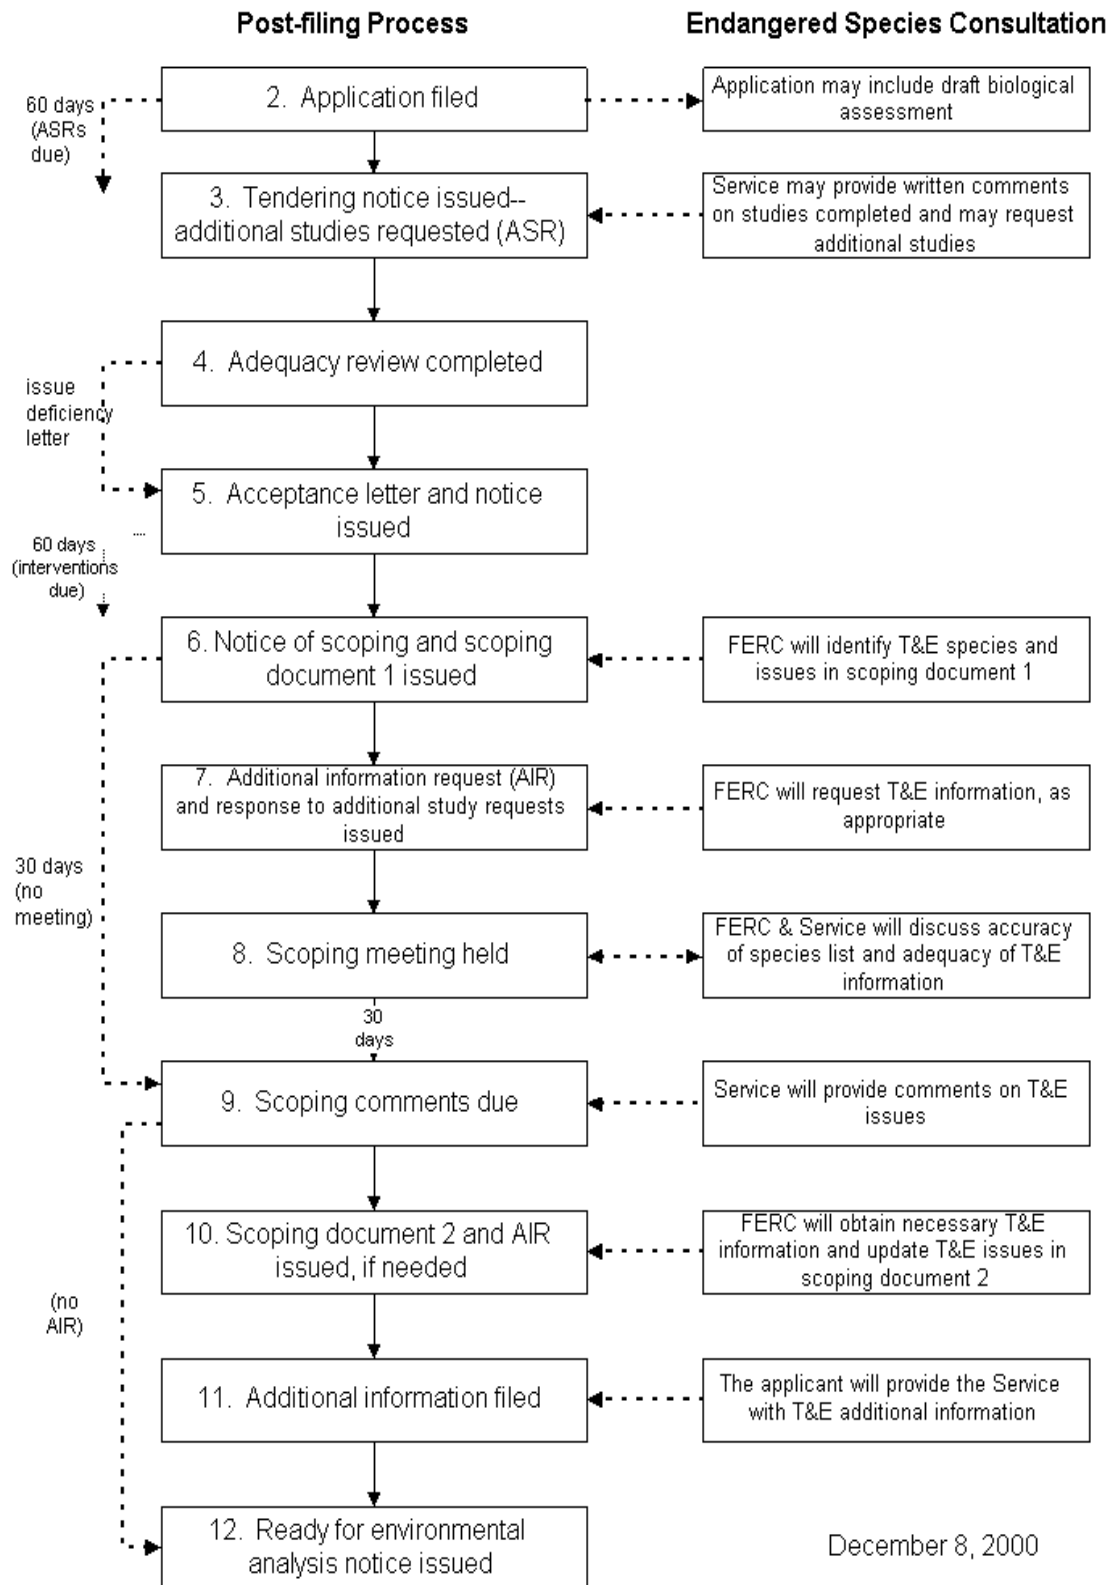 Post-filing Process
Endangered Species Consultation
60 days
(ASRs
due)
2. Application filed
Application may include draft biological
assessment
3. Tendering notice issued--
additional studies requested (ASR)
Service may provide written comments
on studies completed and may request
additional studies
4. Adequacy review completed
issue
deficiency
letter
5. Acceptance letter and notice
issued
....
60 days
(interventions
due)
6. Notice of scoping and scoping
document 1 issued
FERC will identify T&E species and
issues in scoping document 1
7. Additional information request (AIR)
and response to additional study requests
issued
FERC will request T&E information, as
appropriate
30 days
(no
meeting)
8. Scoping meeting held
FERC & Service will discuss accuracy
of species list and adequacy of T&E
information
30
days
9. Scoping comments due
Service will provide comments on T&E
issues
10. Scoping document 2 and AIR
issued, if needed
FERC will obtain necessary T&E
information and update T&E issues in
scoping document 2
(no
AIR)
11. Additional information filed
The applicant will provide the Service
with T&E additional information
12. Ready for environmental
analysis notice issued
December 8, 2000